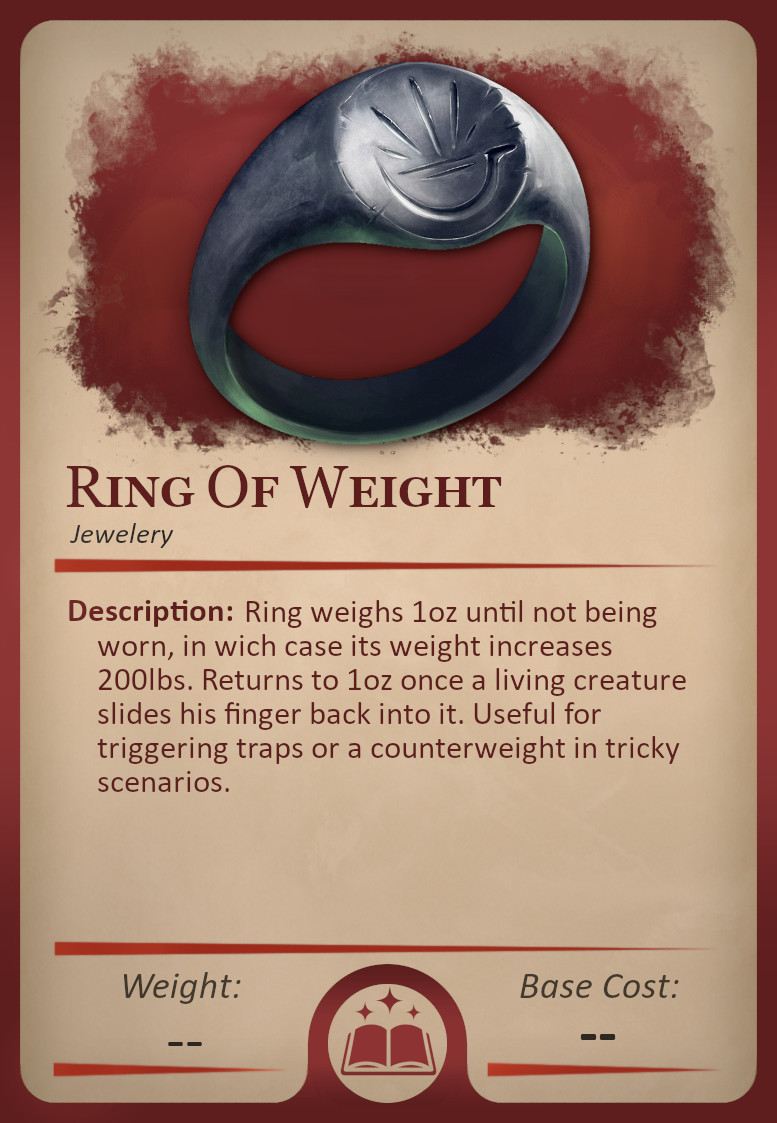 Ring Of Weight
Jewelery
Description: Ring weighs 1oz until not being
worn, in wich case its weight increases
200lbs. Returns to 1oz once a living creature
slides his finger back into it. Useful for
triggering traps or a counterweight in tricky
scenarios.
Weight:
--
Base Cost:
--